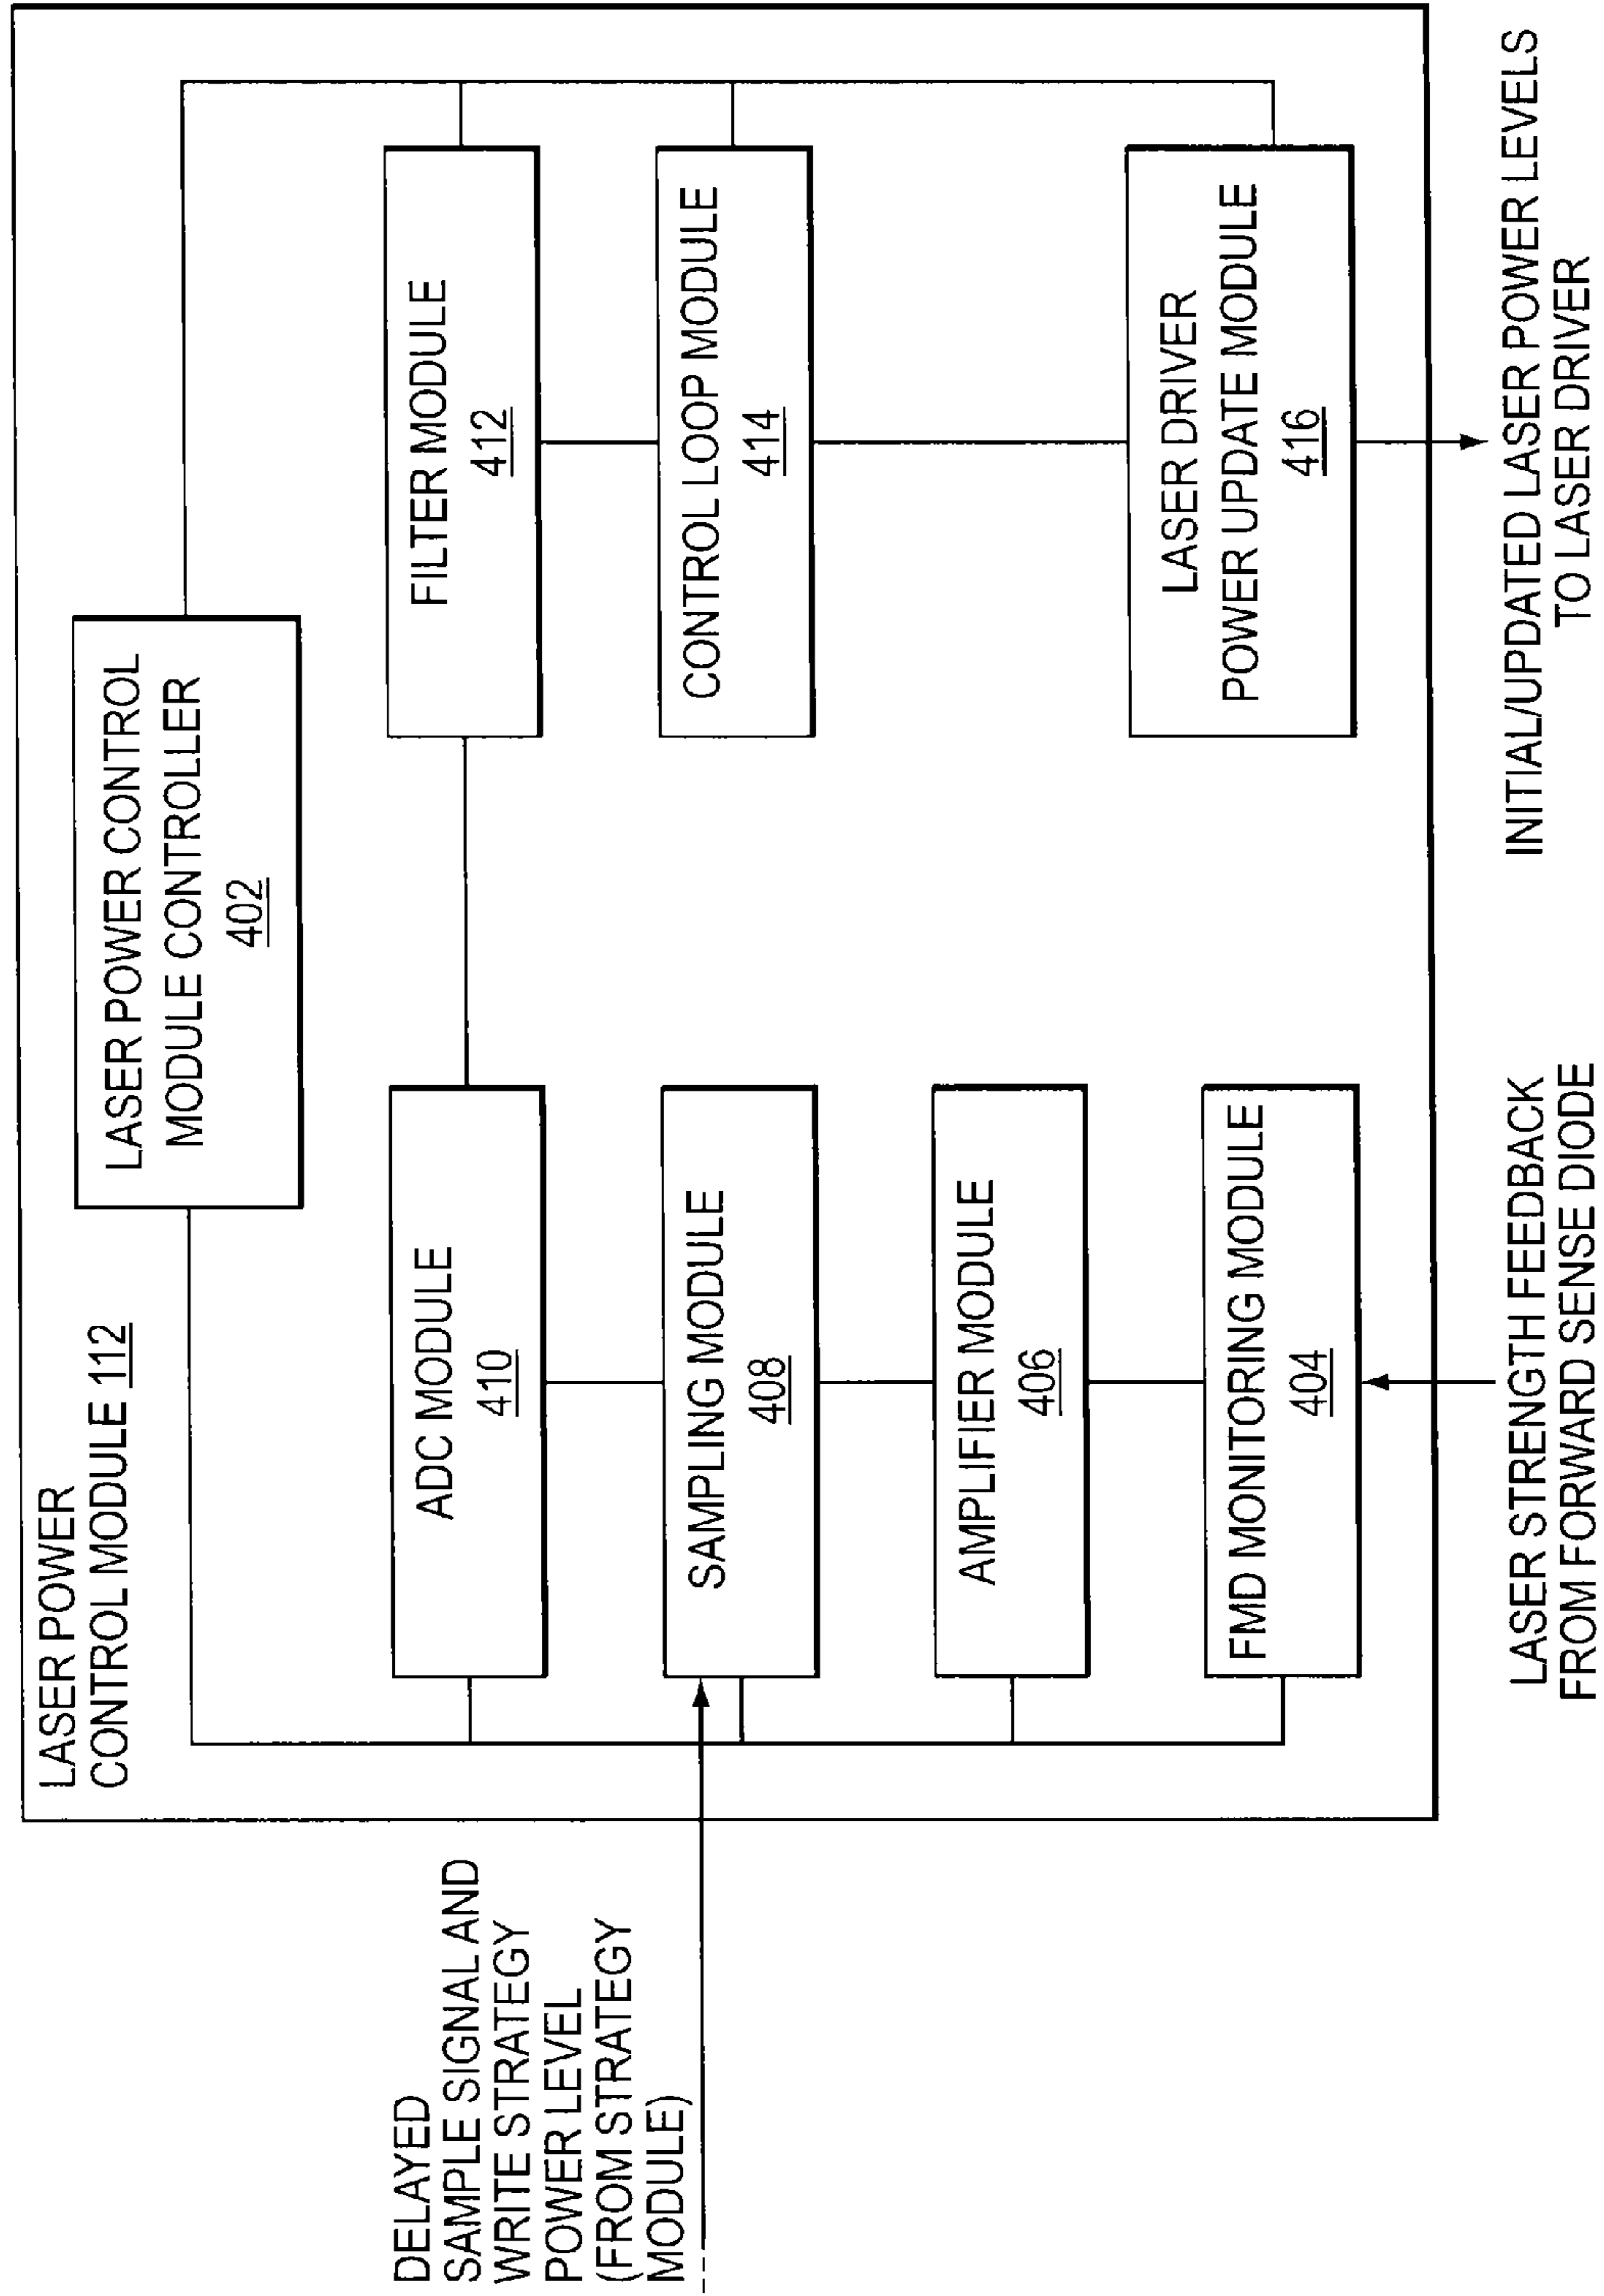 LASER POWER
CONTROL MODULE 112
LASER POWER CONTROL
MODULE CONTROLLER
402
DELAYED
SAMPLE SIGNAL AND
WRITE STRATEGY
POWER LEVEL
(FROM STRATEGY
MODULE)
ADC MODULE
410
SAMPLING MODULE
408
AMPLIFIER MODULE
406
FMD MONITORING MODULE
404
FILTER MODULE
412
CONTROL LOOP MODULE
414
LASER DRIVER
POWER UPDATE MODULE
416
LASER STRENGTH FEEDBACK
FROM FORWARD SENSE DIODE
INITIAL/UPDATED LASER POWER LEVELS
TO LASER DRIVER